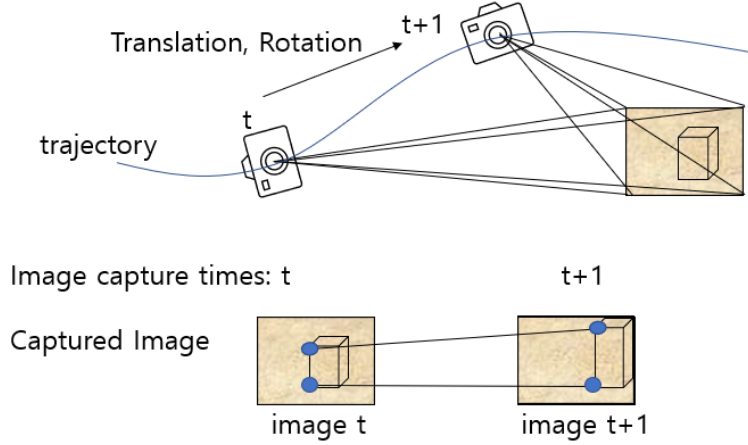 t+1
Translation, Rotation
t
trajectory
Image capture times: t t+1
Captured Image
image t image t+1